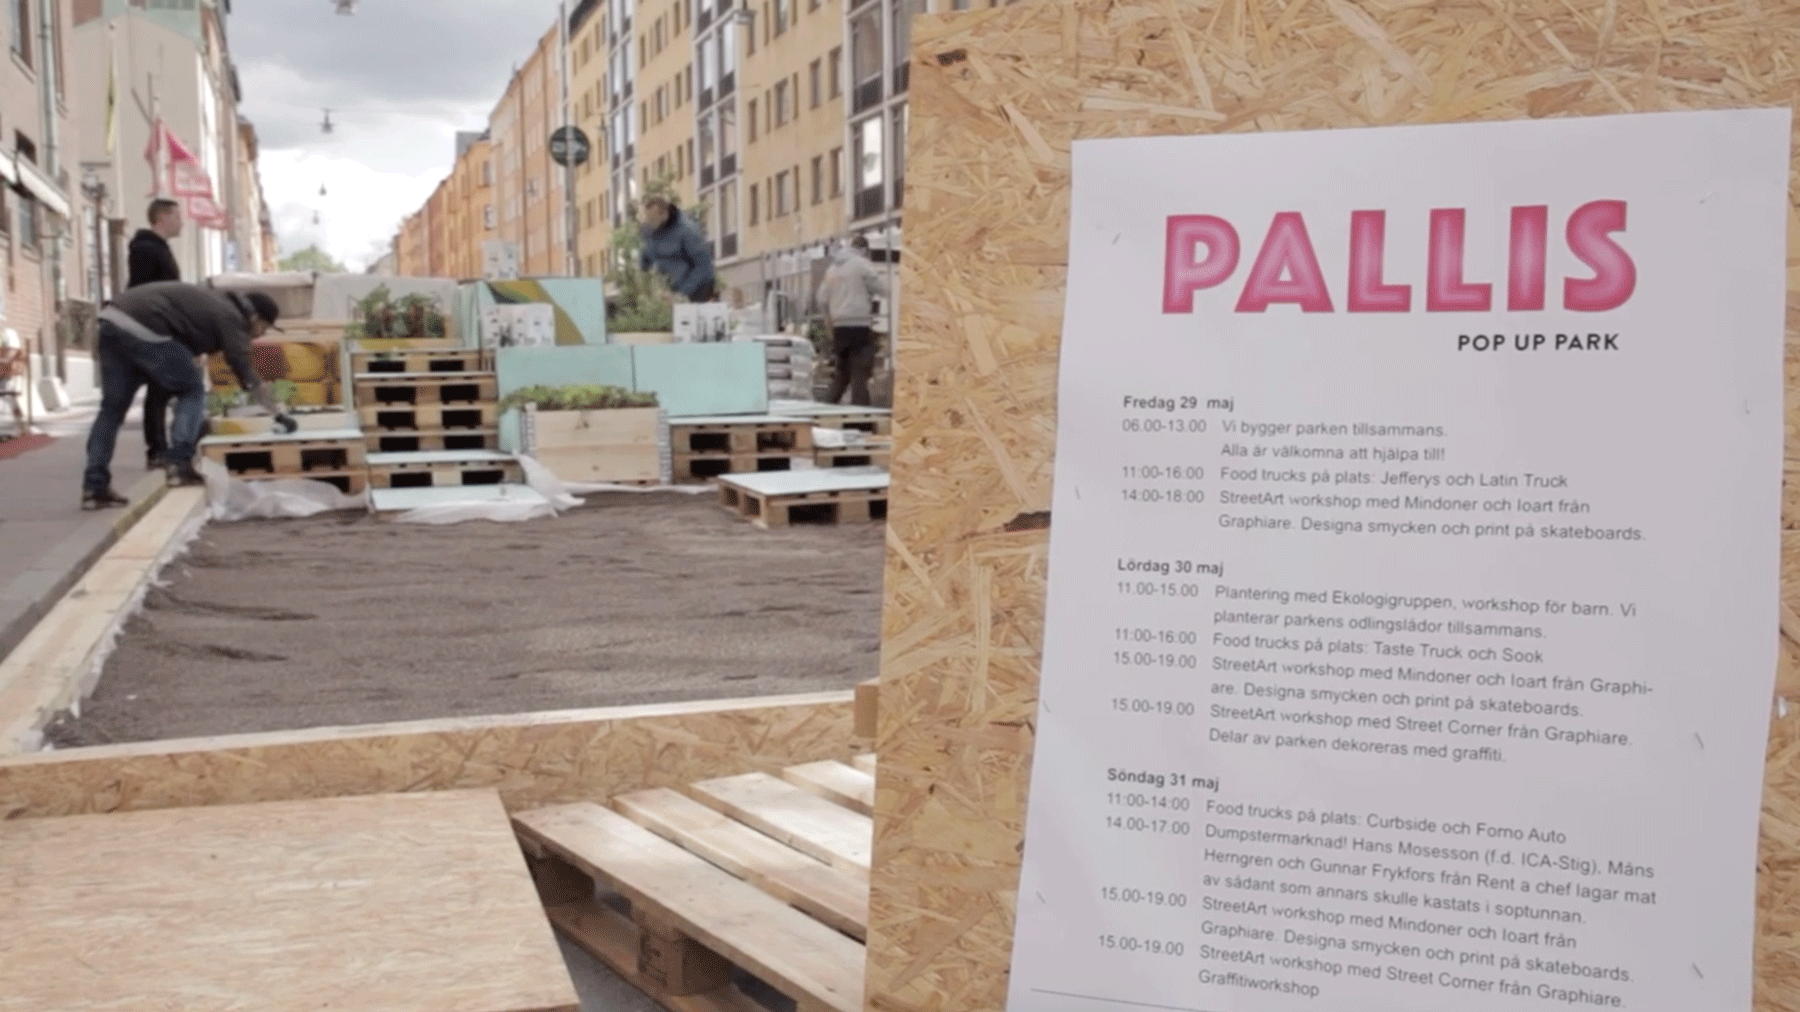 PALLIS
POP UP PARK
Fredag 29 maj
06.00-13.00 Vi bygger parken tillsammans.
Alla är välkomna att hjälpa till!
11:00-16:00 Food trucks på plats: Jefferys och Latin Truck
14:00-18:00 StreetArt workshop med Mindoner och Ioart från
Graphiare. Designa smycken och print på skateboards.
Lördag 30 maj
11.00-15.00 Plantering med Ekologigruppen, workshop för barn. Vi
planterar parkens odlingslådor tillsammans.
11:00-16:00 Food trucks på plats: Taste Truck och Sook
15.00-19.00 StreetArt workshop med Mindoner och Ioart från Graphi-
are. Designa smycken och print på skateboards.
15.00-19.00 StreetArt workshop med Street Corner från Graphiare.
Delar av parken dekoreras med graffiti.
Söndag 31 maj
11:00-14:00 Food trucks på plats: Curbside och Forno Auto
14.00-17:00 Dumpstermarknad! Hans Mosesson (f.d. ICA-Stig), Måns
Herngren och Gunnar Frykfors från Rent a chef lagar mat
av sådant som annars skulle kastats i soptunnan.
15.00-19.00 StreetArt workshop med Mindoner och Ioart från
Graphiare. Designa smycken och print på skateboards.
15.00-19.00 StreetArt workshop med Street Corner från Graphiare.
Graffitiworkshop